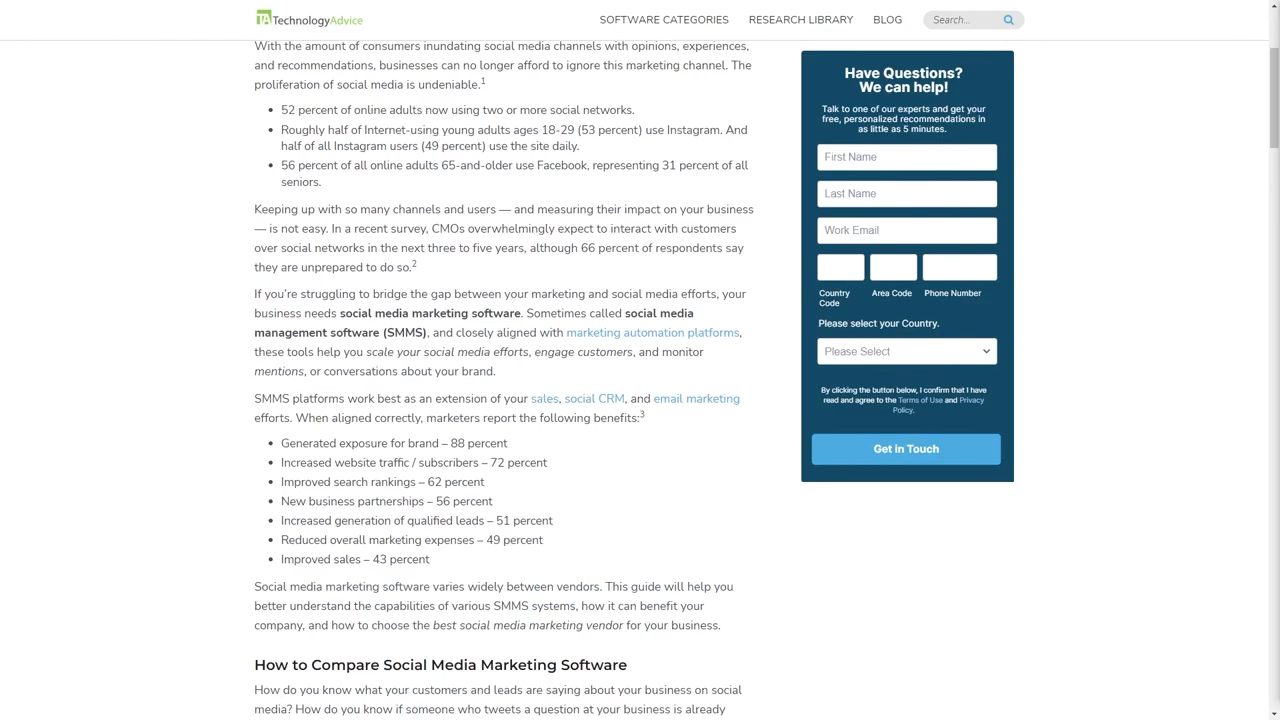 TA TechnologyAdvice
SOFTWARE CATEGORIES
RESEARCH LIBRARY
BLOG
Search...
With the amount of consumers inundating social media channels with opinions, experiences,
and recommendations, businesses can no longer afford to ignore this marketing channel. The
proliferation of social media is undeniable.1
• 52 percent of online adults now using two or more social networks.
• Roughly half of Internet-using young adults ages 18-29 (53 percent) use Instagram. And
half of all Instagram users (49 percent) use the site daily.
• 56 percent of all online adults 65-and-older use Facebook, representing 31 percent of all
seniors.
Keeping up with so many channels and users — and measuring their impact on your business
— is not easy. In a recent survey, CMOs overwhelmingly expect to interact with customers
over social networks in the next three to five years, although 66 percent of respondents say
they are unprepared to do so.2
If you're struggling to bridge the gap between your marketing and social media efforts, your
business needs social media marketing software. Sometimes called social media
management software (SMMS), and closely aligned with marketing automation platforms,
these tools help you scale your social media efforts, engage customers, and monitor
mentions, or conversations about your brand.
SMMS platforms work best as an extension of your sales, social CRM, and email marketing
efforts. When aligned correctly, marketers report the following benefits:3
• Generated exposure for brand – 88 percent
• Increased website traffic / subscribers – 72 percent
• Improved search rankings – 62 percent
• New business partnerships – 56 percent
• Increased generation of qualified leads – 51 percent
• Reduced overall marketing expenses – 49 percent
• Improved sales – 43 percent
Social media marketing software varies widely between vendors. This guide will help you
better understand the capabilities of various SMMS systems, how it can benefit your
company, and how to choose the best social media marketing vendor for your business.
How to Compare Social Media Marketing Software
How do you know what your customers and leads are saying about your business on social
media? How do you know if someone who tweets a question at your business is already
Have Questions?
We can help!
Talk to one of our experts and get your
free, personalized recommendations in
as little as 5 minutes.
First Name
Last Name
Work Email
Country
Code
Area Code
Phone Number
Please select your Country.
Please Select
By clicking the button below, I confirm that I have
read and agree to the Terms of Use and Privacy
Policy.
Get in Touch